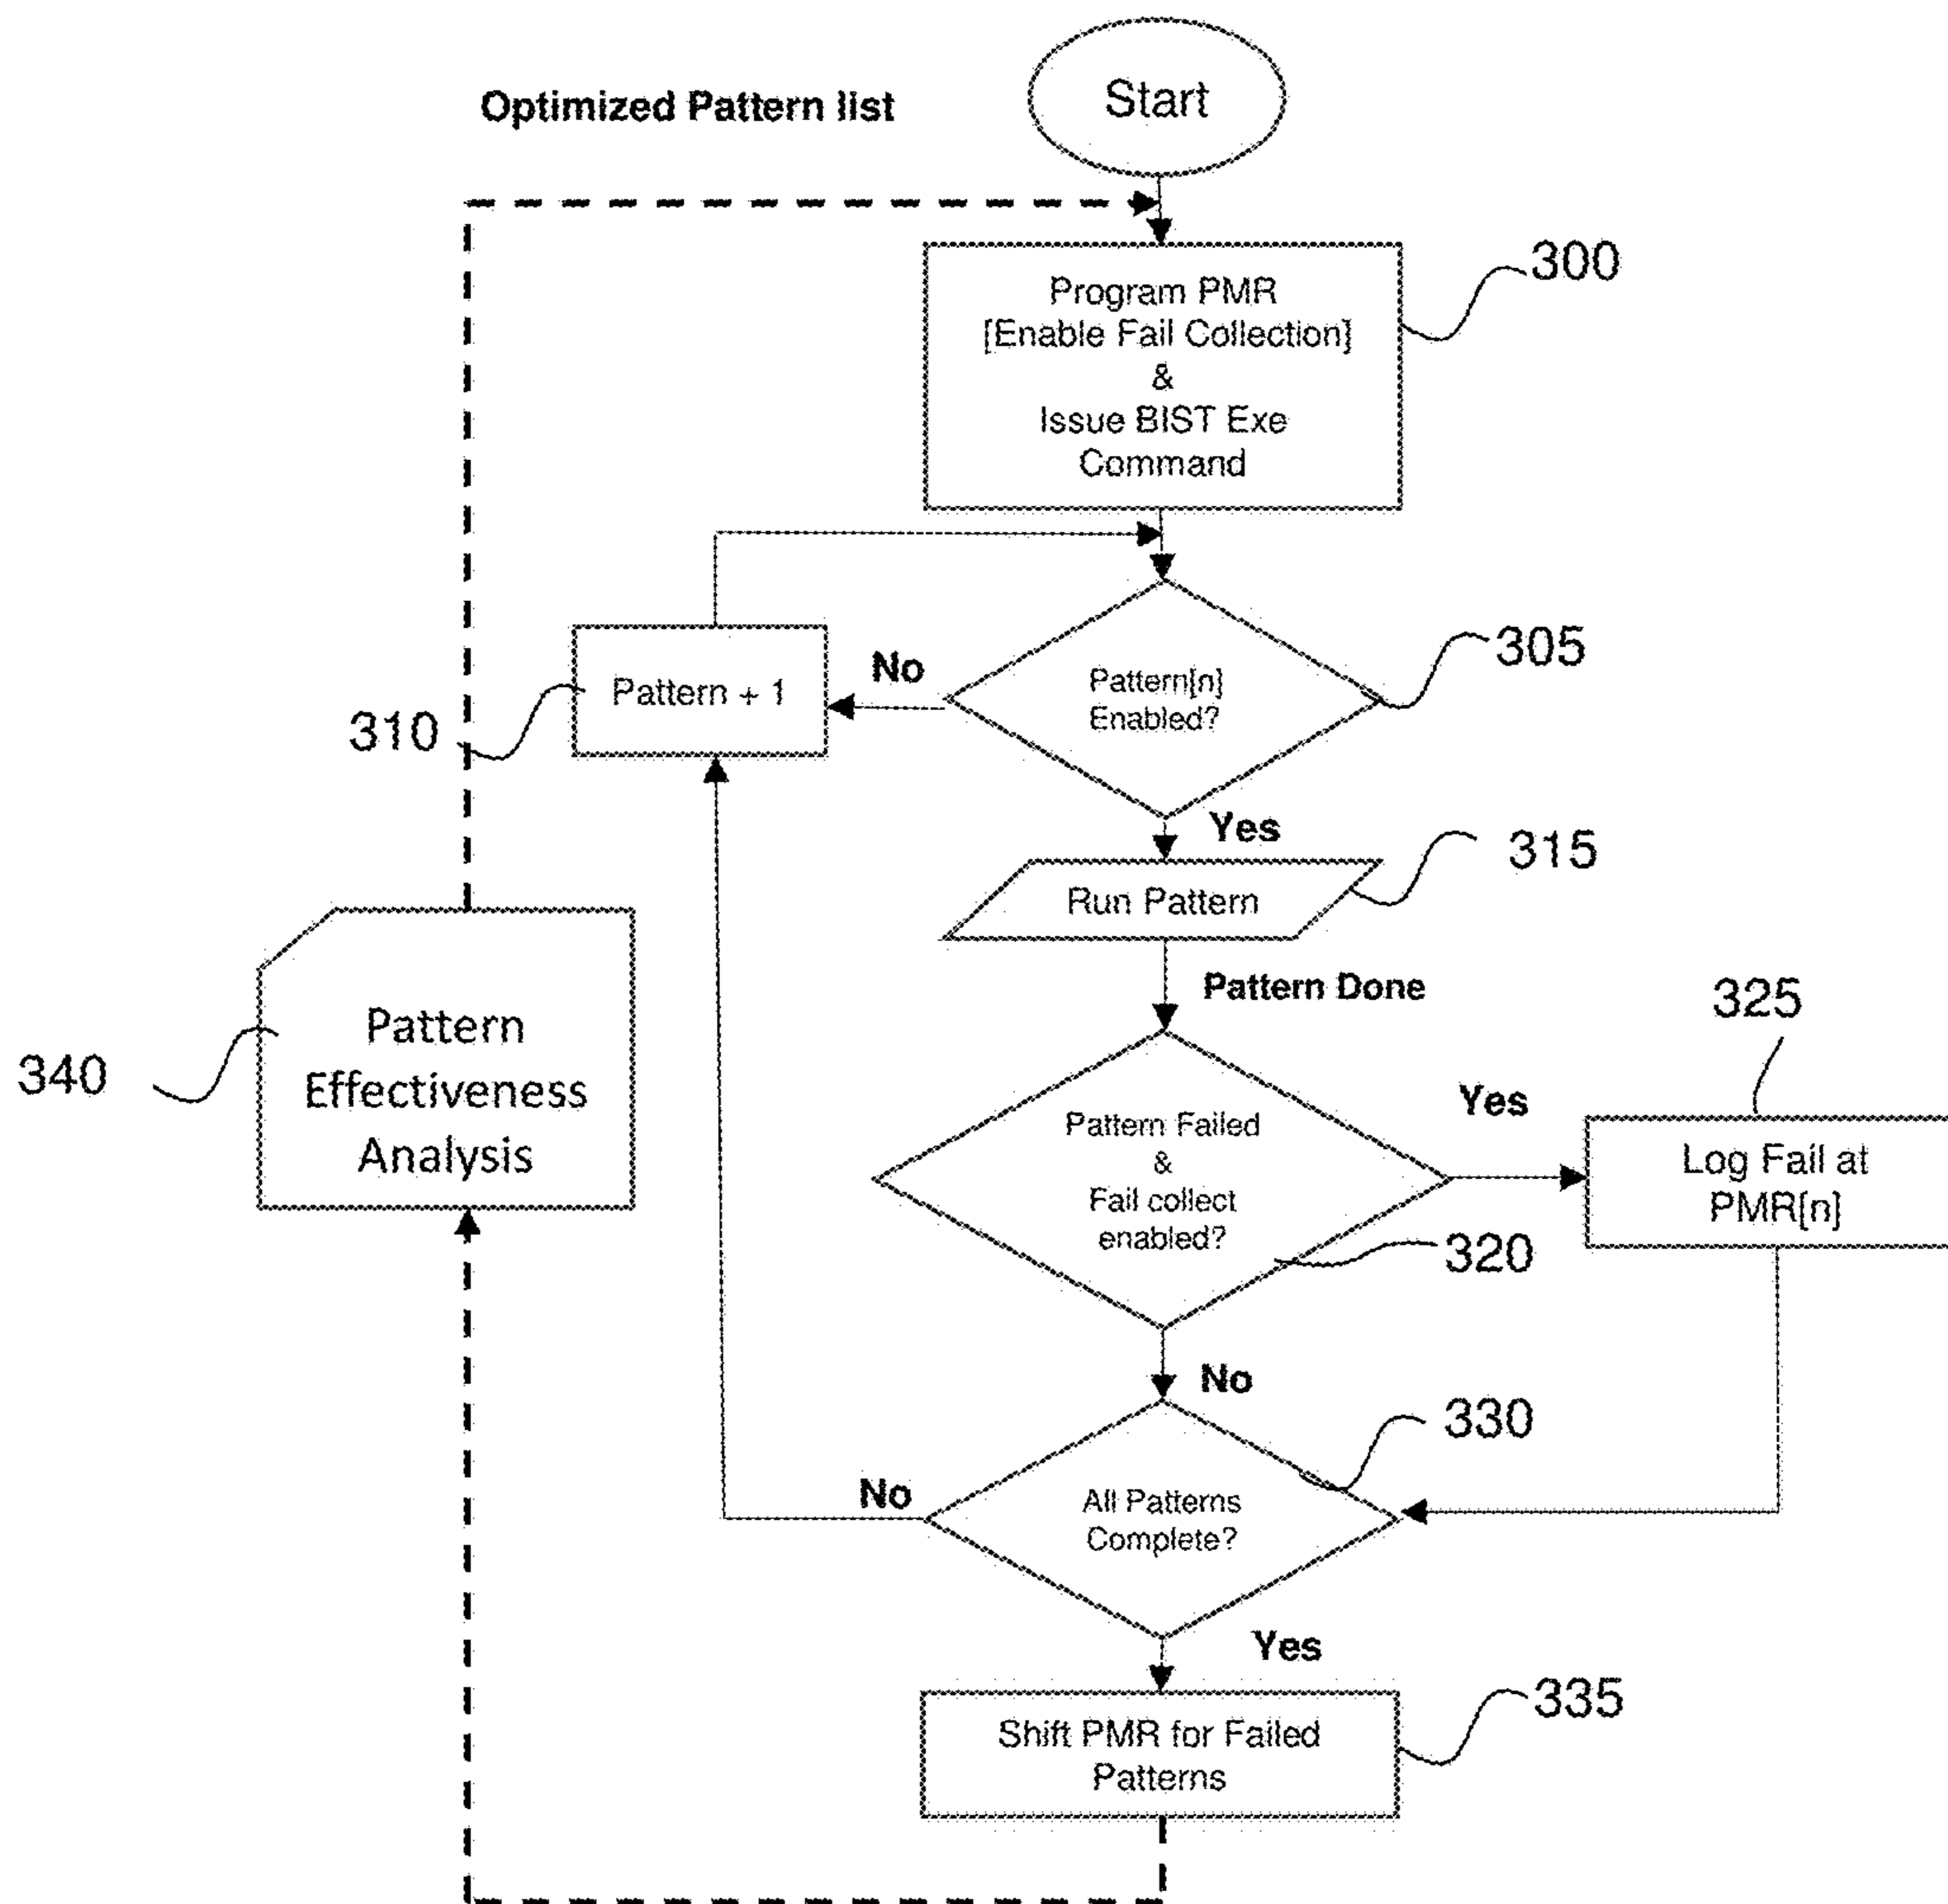 Optimized Pattern list
Start
Program PMR
[Enable Fail Collection]
&
Issue BIST Exe
Command
300
Pattern[n]
Enabled?
305
No
Pattern + 1
310
Yes
Run Pattern
315
Pattern Done
Pattern Failed
&
Fail collect
enabled?
320
Yes
325
Log Fail at
PMR[n]
Pattern
Effectiveness
Analysis
340
No
All Patterns
Complete?
330
No
Yes
Shift PMR for Failed
Patterns
335